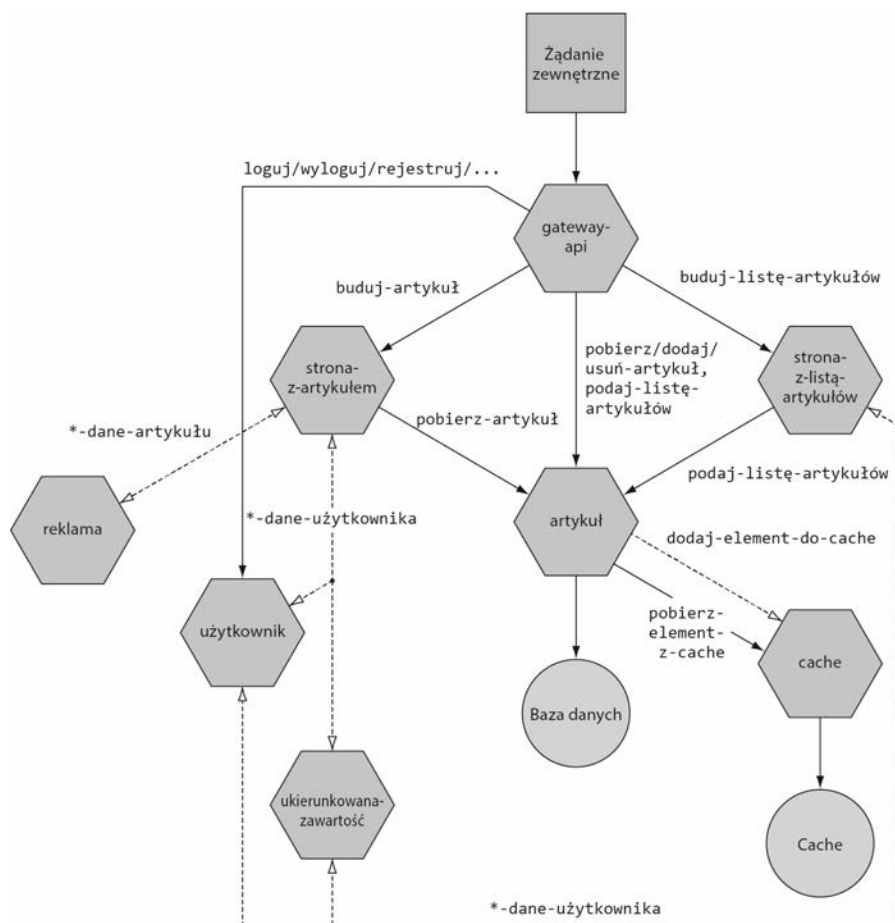 Żądanie
zewnętrzne
loguj/wyloguj/rejestruj/...
gateway-
api
buduj-artykuł
buduj-listę-artykułów
strona-
z-artykułem
pobierz/dodaj/
usuń-artykuł,
podaj-listę-
artykułów
strona-
z-listą-
artykułów
*-dane-artykułu
pobierz-artykuł
podaj-listę-artykułów
reklama
*-dane-użytkownika
artykuł
dodaj-element-do-cache
użytkownik
pobierz-
element-
z-cache
cache
Baza danych
ukierunkowana-
zawartość
Cache
*-dane-użytkownika